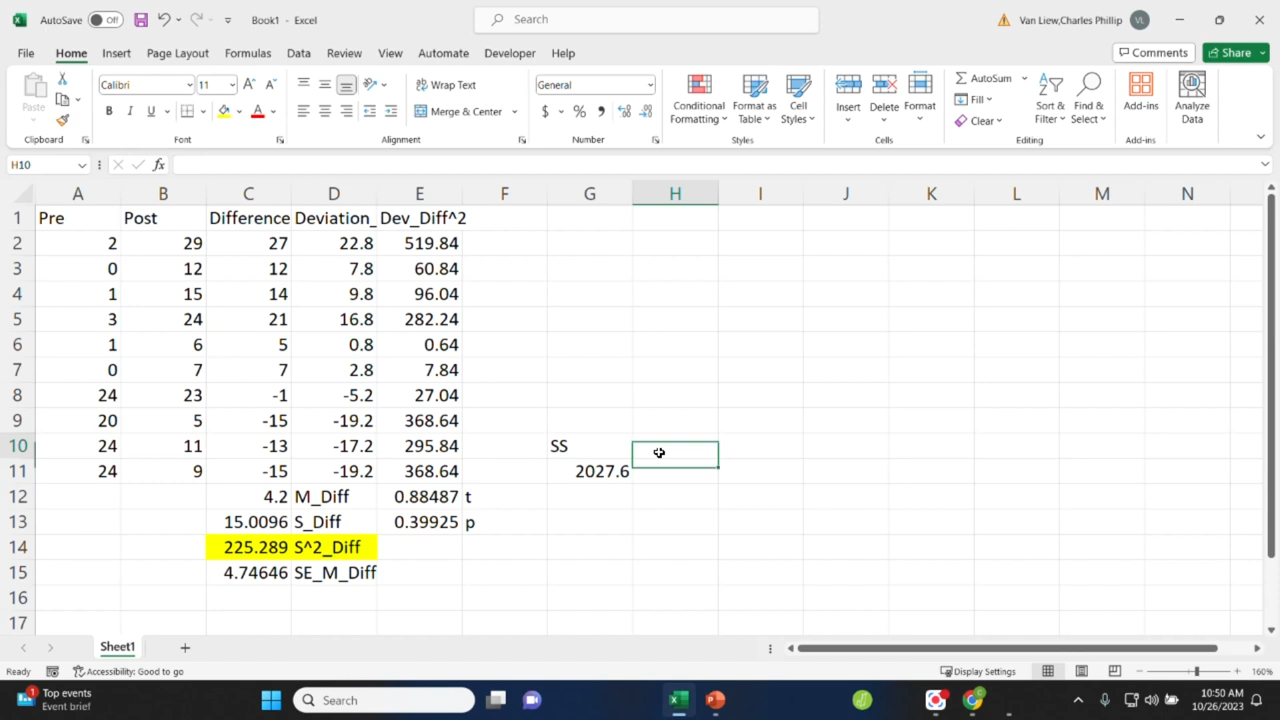 AutoSave Off Book1 - Excel Search Van Liew,Charles Phillip VL
File Home Insert Page Layout Formulas Data Review View Automate Developer Help Comments Share
Paste Calibri 11 Wrap Text General Conditional Formatting Format as Table Cell Styles Insert Delete Format AutoSum Sort & Filter Find & Select Add-ins Analyze Data
B I U Merge & Center $ % Fill
Clear
Clipboard Font Alignment Number Styles Cells Editing Add-ins
H10 fx
A B C D E F G H I J K L M N
1 Pre Post Difference Deviation_ Dev_Diff^2
2 2 29 27 22.8 519.84
3 0 12 12 7.8 60.84
4 1 15 14 9.8 96.04
5 3 24 21 16.8 282.24
6 1 6 5 0.8 0.64
7 0 7 7 2.8 7.84
8 24 23 -1 -5.2 27.04
9 20 5 -15 -19.2 368.64
10 24 11 -13 -17.2 295.84 SS
11 24 9 -15 -19.2 368.64 2027.6
12 4.2 M_Diff 0.88487 t
13 15.0096 S_Diff 0.39925 p
14 225.289 S^2_Diff
15 4.74646 SE_M_Diff
16
17
Sheet1
Ready Accessibility: Good to go Display Settings 160%
1 Top events Search 10:50 AM
Event brief 10/26/2023